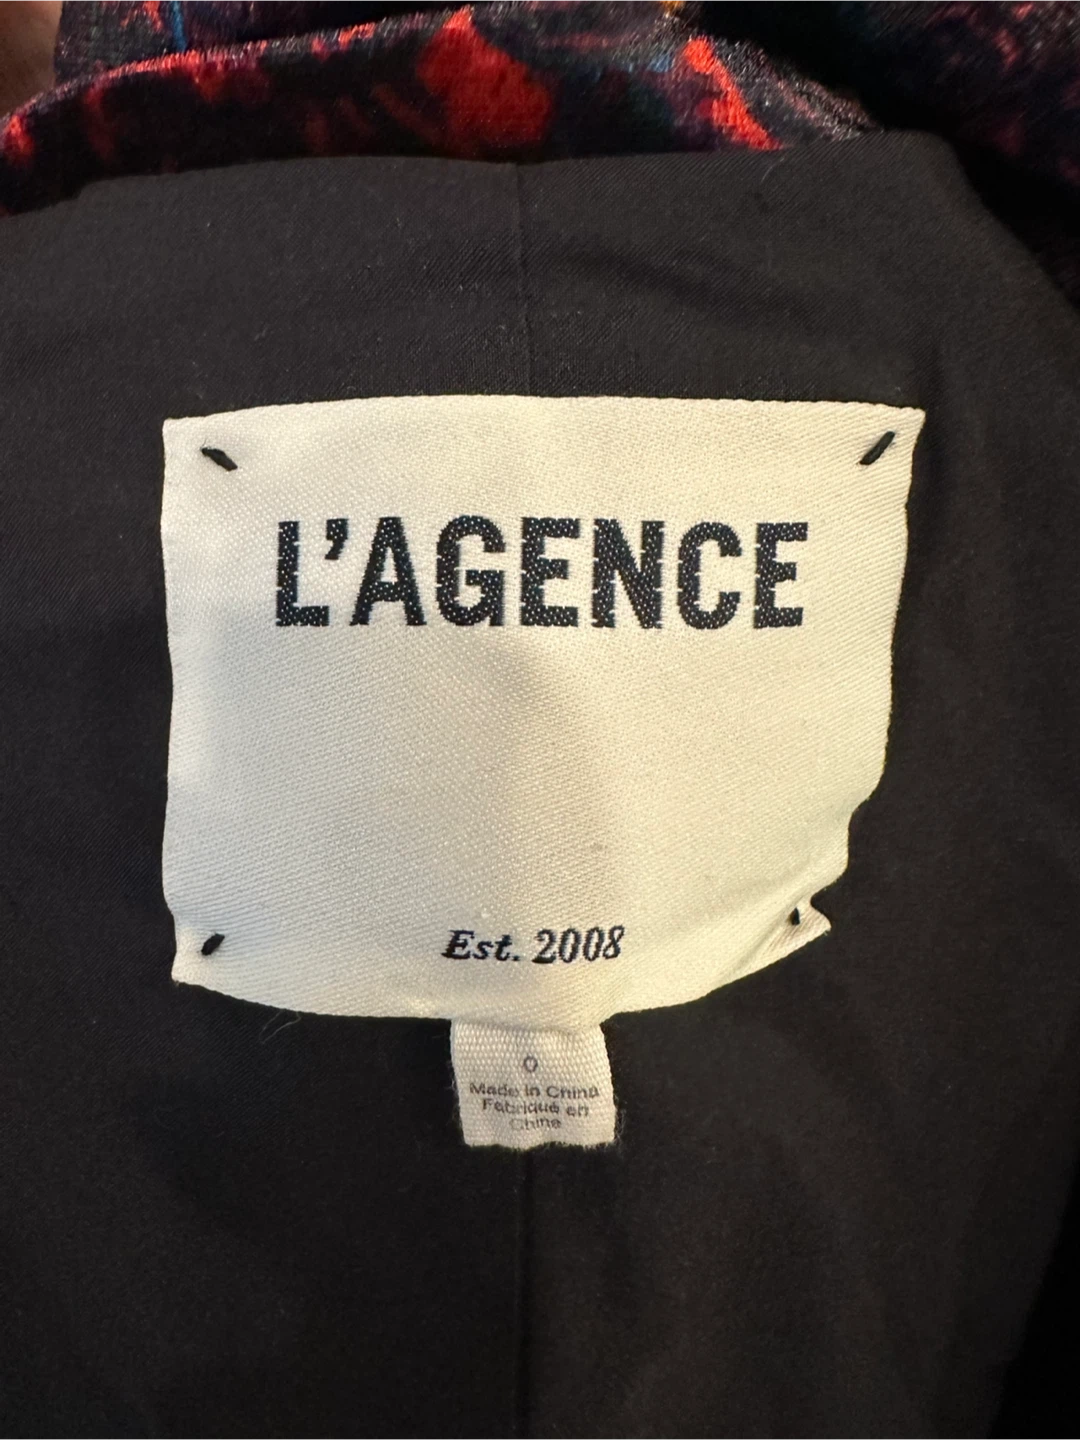 L'AGENCE
Est. 2008
0
Made in China
Fabriqué en
Chine